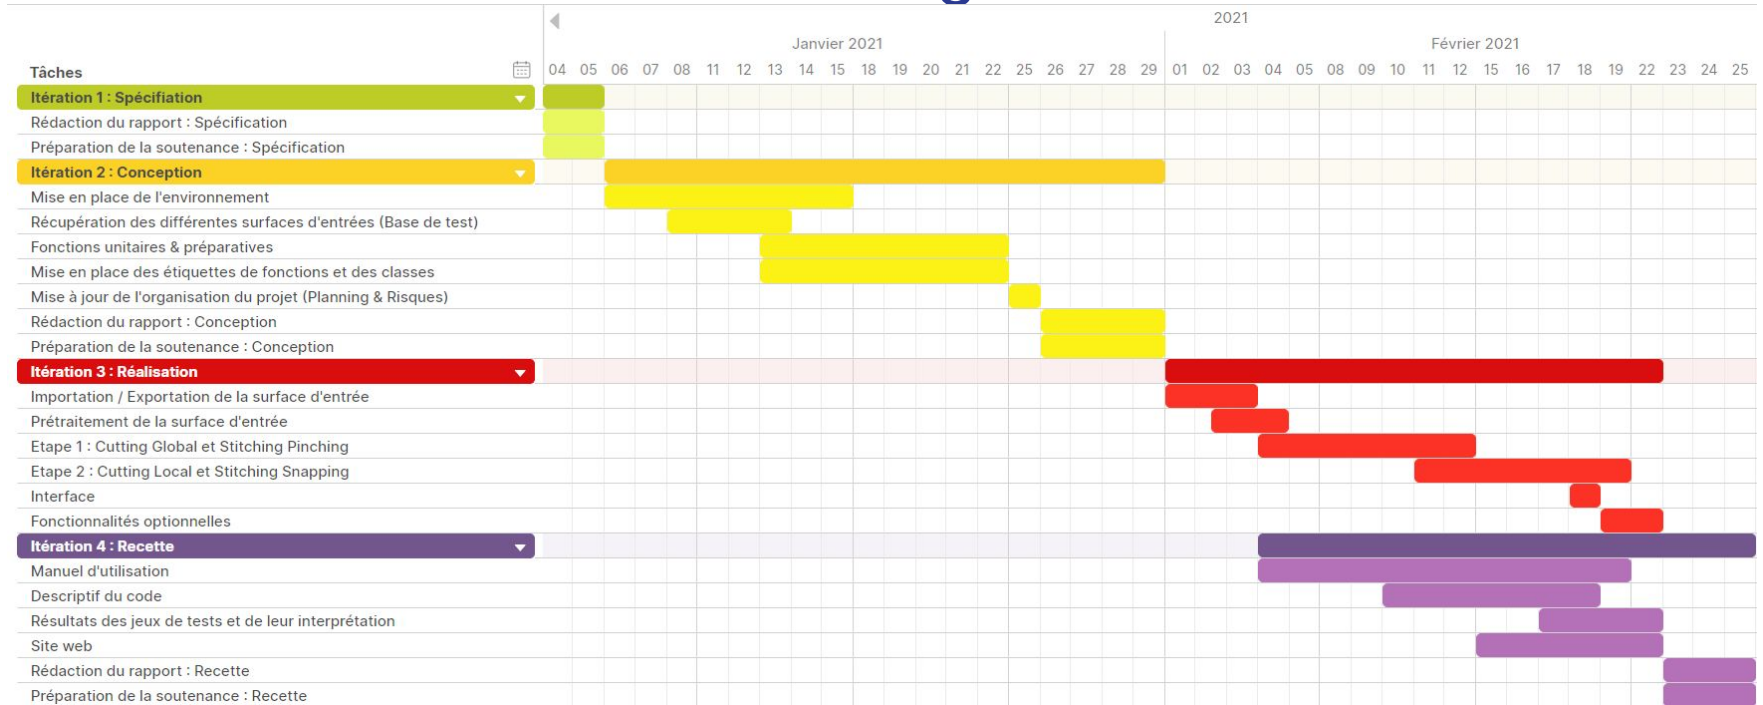 2021
Janvier 2021 Février 2021
Tâches 04 05 06 07 08 11 12 13 14 15 18 19 20 21 22 25 26 27 28 29 01 02 03 04 05 08 09 10 11 12 15 16 17 18 19 22 23 24 25
Itération 1 : Spécifiation
Rédaction du rapport : Spécification
Préparation de la soutenance : Spécification
Itération 2 : Conception
Mise en place de l'environnement
Récupération des différentes surfaces d'entrées (Base de test)
Fonctions unitaires & préparatives
Mise en place des étiquettes de fonctions et des classes
Mise à jour de l'organisation du projet (Planning & Risques)
Rédaction du rapport : Conception
Préparation de la soutenance : Conception
Itération 3 : Réalisation
Importation / Exportation de la surface d'entrée
Prétraitement de la surface d'entrée
Etape 1 : Cutting Global et Stitching Pinching
Etape 2 : Cutting Local et Stitching Snapping
Interface
Fonctionnalités optionnelles
Itération 4 : Recette
Manuel d'utilisation
Descriptif du code
Résultats des jeux de tests et de leur interprétation
Site web
Rédaction du rapport : Recette
Préparation de la soutenance : Recette